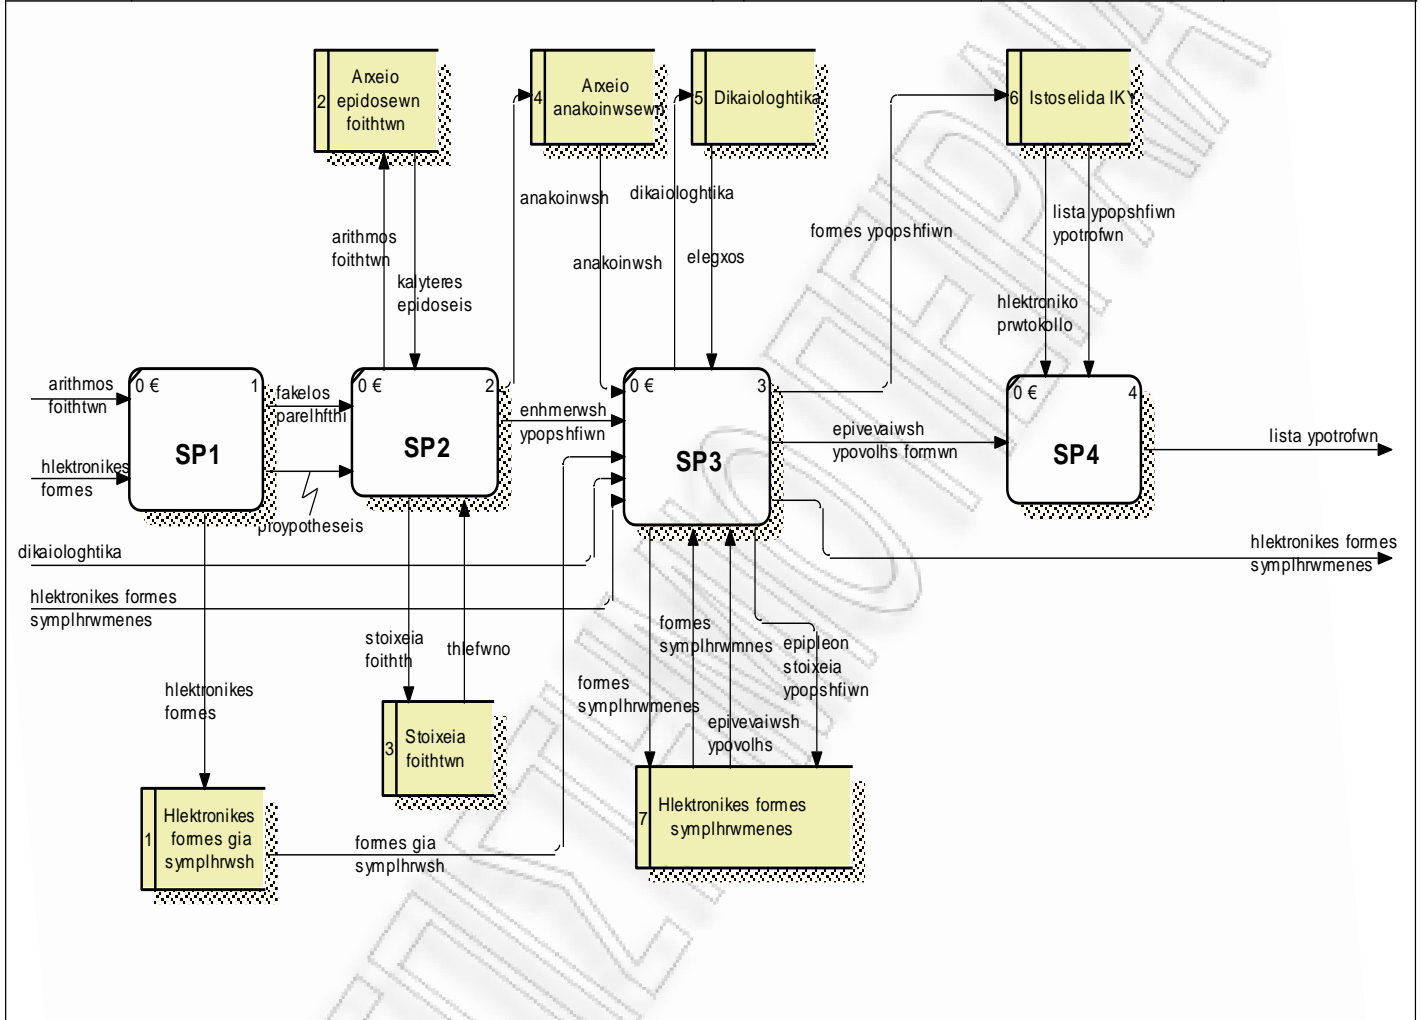 2
Arxeio
epidosewn
foithtwn
4
Arxeio
anakoinwsewn
5
Dikaiologhtika
6
Istoselida IKY
anakoinwsh
dikaiologhtika
lista ypopshfiwn
ypotrofwn
formes ypopshfiwn
arithmos
foithtwn
anakoinwsh
elegxos
kalyteres
epidoseis
hlektroniko
prwtokollo
arithmos
foithtwn
0 €
1
SP1
fakelos
parelhfthi
0 €
2
SP2
enhmerwsh
ypopshfiwn
0 €
3
SP3
epivevaiwsh
ypovolhs formwn
0 €
4
SP4
lista ypotrofwn
hlektronikes
formes
proypotheseis
dikaiologhtika
hlektronikes formes
symplhrwmenes
hlektronikes formes
symplhrwmenes
stoixeia
foithth
thlefwno
formes
symplhrwmnes
epipleon
stoixeia
ypopshfiwn
hlektronikes
formes
formes
symplhrwmenes
epivevaiwsh
ypovolhs
3
Stoixeia
foithtwn
1
Hlektronikes
formes gia
symplhrwsh
formes gia
symplhrwsh
7
Hlektronikes formes
symplhrwmenes
ΠΑΝΕΠΙΣΤΗΜΙΟ ΠΕΙΡΑΙΑ